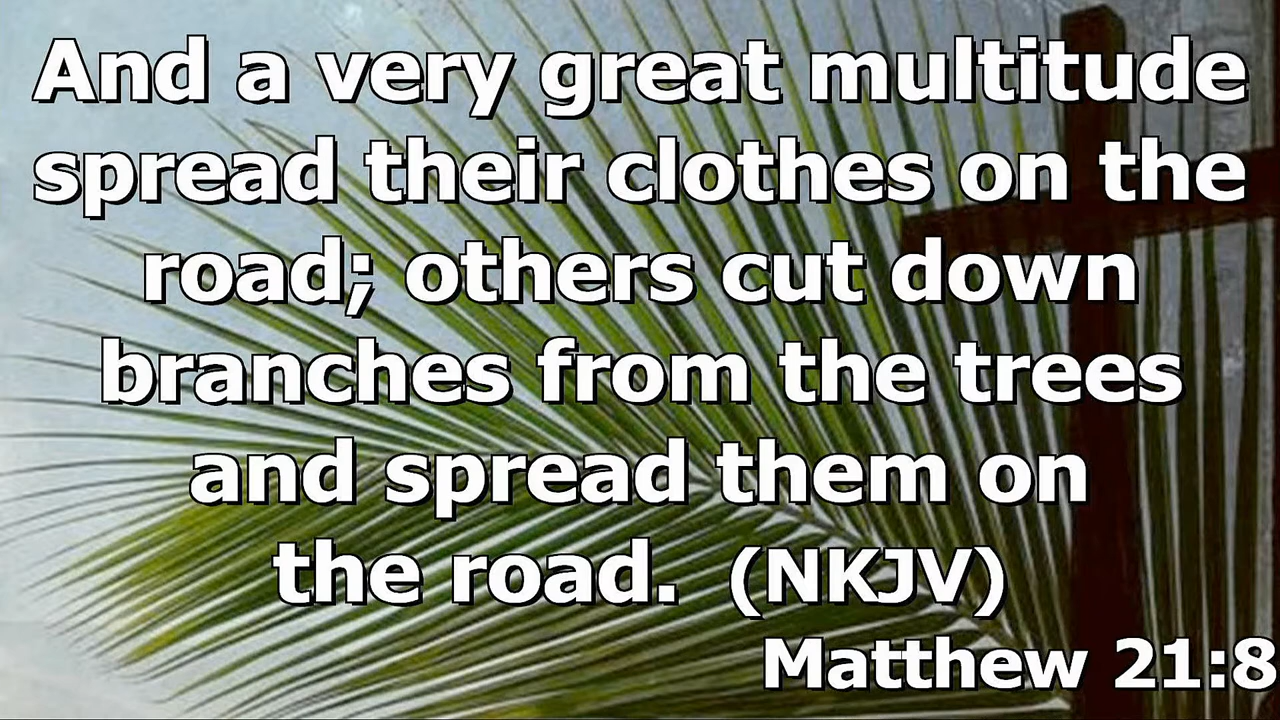 And a very great multitude
spread their clothes on the
road; others cut down
branches from the trees
and spread them on
the road. (NKJV)
Matthew 21:8